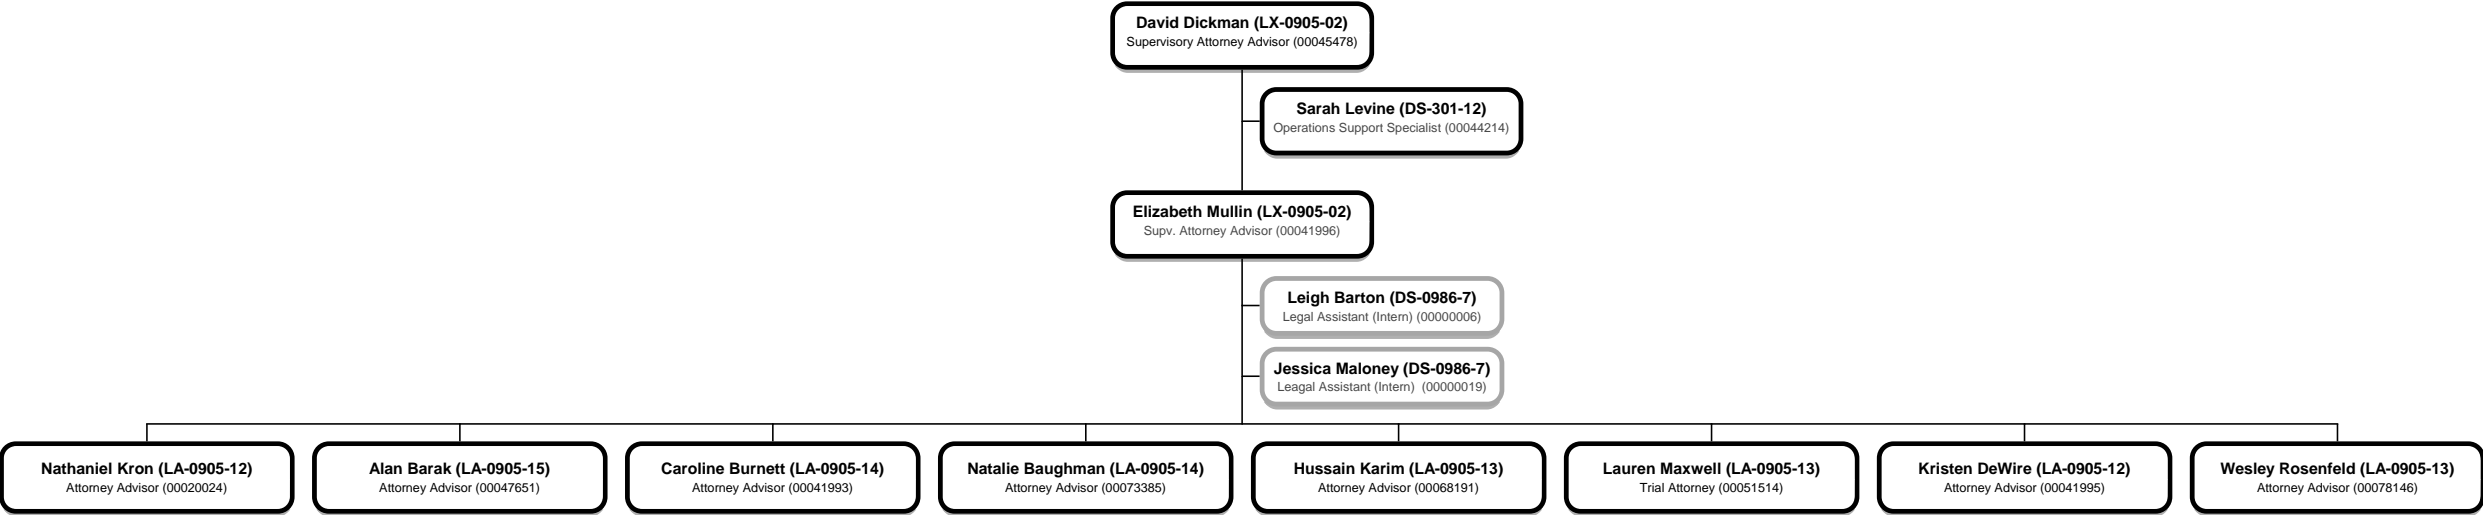 David Dickman (LX-0905-02)
Supervisory Attorney Advisor (00045478)
Sarah Levine (DS-301-12)
Operations Support Specialist (00044214)
Elizabeth Mullin (LX-0905-02)
Supv. Attorney Advisor (00041996)
Leigh Barton (DS-0986-7)
Legal Assistant (Intern) (00000006)
Jessica Maloney (DS-0986-7)
Leagal Assistant (Intern)  (00000019)
Nathaniel Kron (LA-0905-12)
Attorney Advisor (00020024)
Alan Barak (LA-0905-15)
Attorney Advisor (00047651)
Caroline Burnett (LA-0905-14)
Attorney Advisor (00041993)
Natalie Baughman (LA-0905-14)
Attorney Advisor (00073385)
Hussain Karim (LA-0905-13)
Attorney Advisor (00068191)
Lauren Maxwell (LA-0905-13)
Trial Attorney (00051514)
Kristen DeWire (LA-0905-12)
Attorney Advisor (00041995)
Wesley Rosenfeld (LA-0905-13)
Attorney Advisor (00078146)